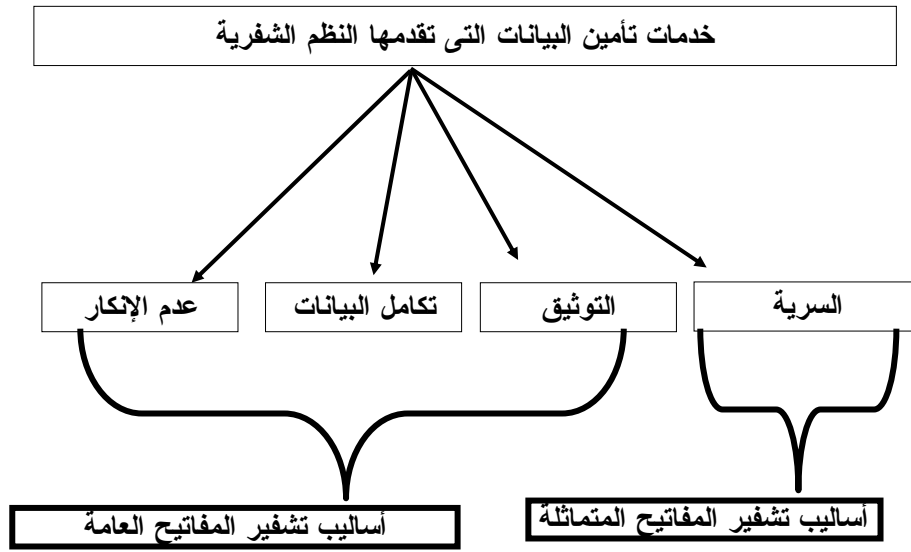 خدمات تأمين البيانات التى تقدمها النظم الشفرية
السرية
التوثيق
تكامل البيانات
عدم الإنكار
أساليب تشفير المفاتيح المتماثلة
أساليب تشفير المفاتيح العامة